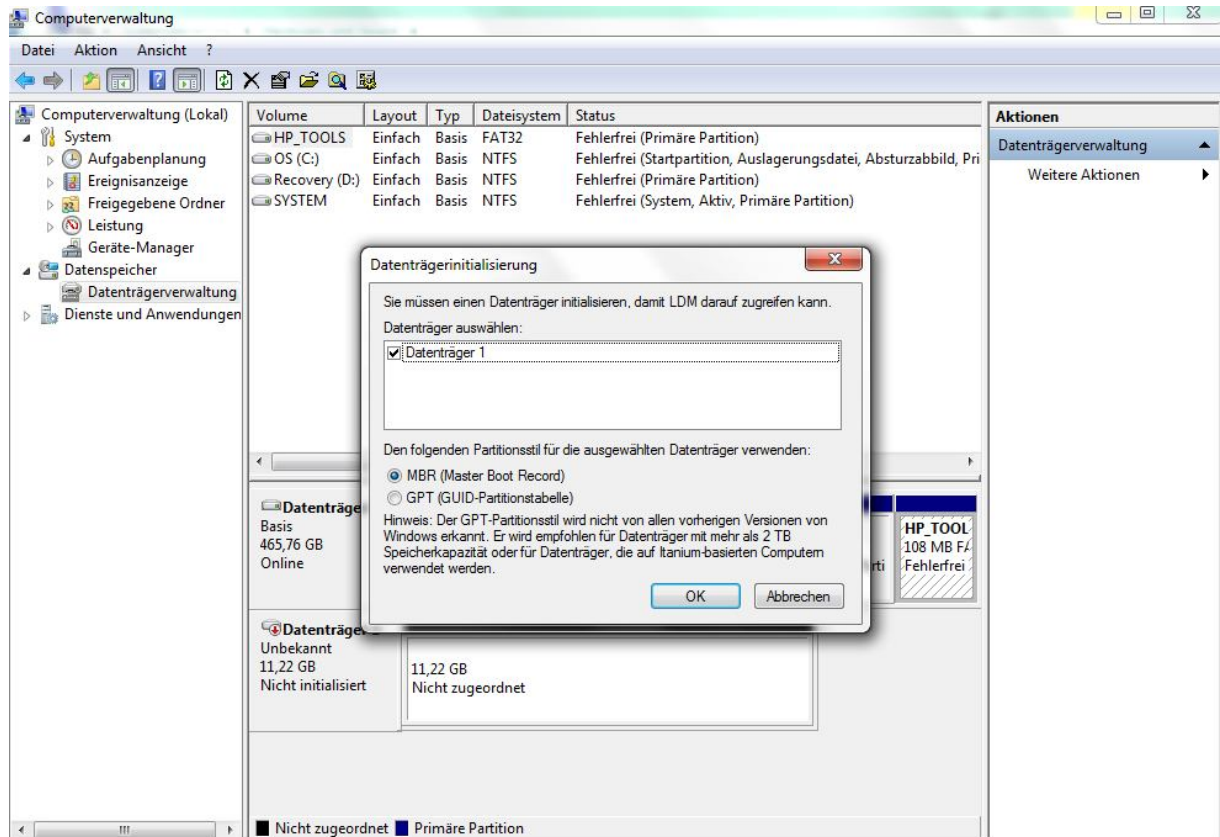 Computerverwaltung
Datei Aktion Ansicht ?
Computerverwaltung (Lokal)
System
Aufgabenplanung
Ereignisanzeige
Freigegebene Ordner
Leistung
Geräte-Manager
Datenspeicher
Datenträgerverwaltung
Dienste und Anwendungen
Volume Layout Typ Dateisystem Status
HP_TOOLS Einfach Basis FAT32 Fehlerfrei (Primäre Partition)
OS (C:) Einfach Basis NTFS Fehlerfrei (Startpartition, Auslagerungsdatei, Absturzabbild, Pri
Recovery (D:) Einfach Basis NTFS Fehlerfrei (Primäre Partition)
SYSTEM Einfach Basis NTFS Fehlerfrei (System, Aktiv, Primäre Partition)
Aktionen
Datenträgerverwaltung
Weitere Aktionen
Datenträgerinitialisierung
Sie müssen einen Datenträger initialisieren, damit LDM darauf zugreifen kann.
Datenträger auswählen:
Datenträger 1
Den folgenden Partitionsstil für die ausgewählten Datenträger verwenden:
MBR (Master Boot Record)
GPT (GUID-Partitionstabelle)
Hinweis: Der GPT-Partitionsstil wird nicht von allen vorherigen Versionen von
Windows erkannt. Er wird empfohlen für Datenträger mit mehr als 2 TB
Speicherkapazität oder für Datenträger, die auf Itanium-basierten Computern
verwendet werden.
OK Abbrechen
Datenträge
Basis
465,76 GB
Online
rti
HP_TOOL
108 MB FA
Fehlerfrei
Datenträge
Unbekannt
11,22 GB
Nicht initialisiert
11,22 GB
Nicht zugeordnet
Nicht zugeordnet Primäre Partition